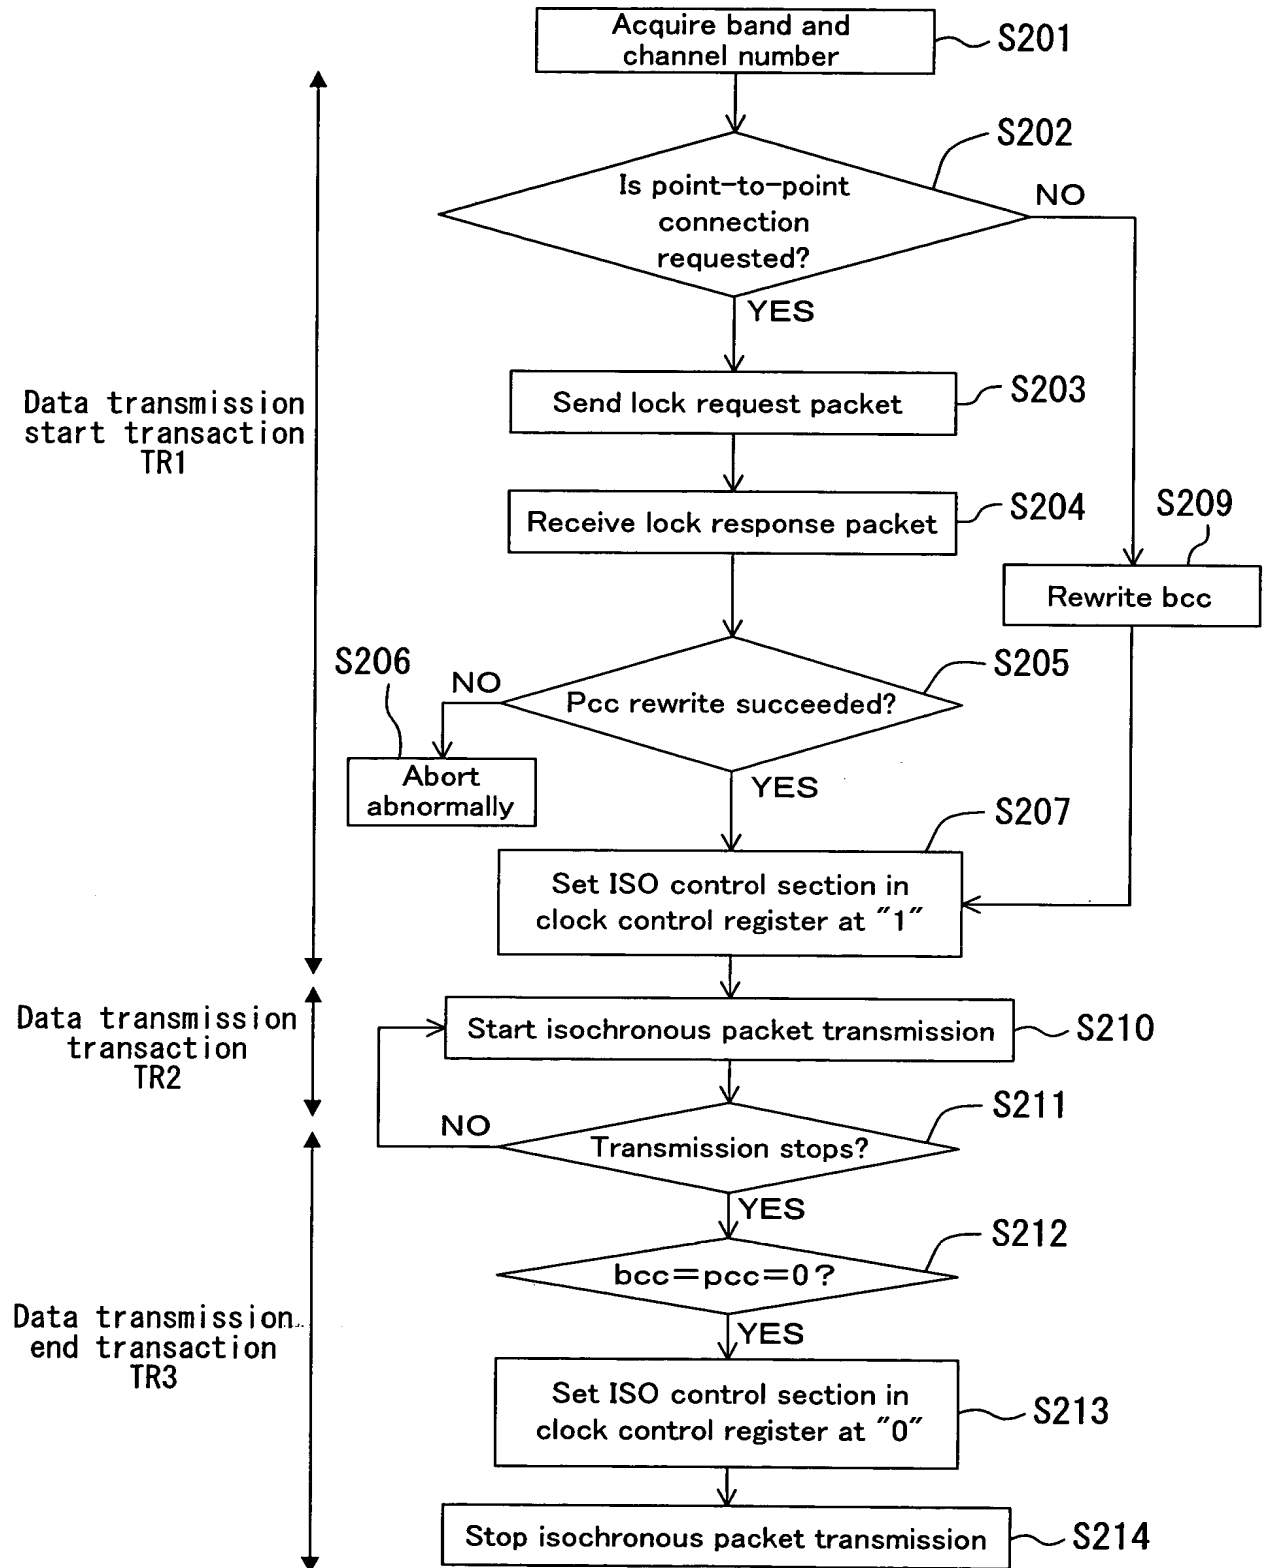 Acquire band and
channel number
S201
S202
Is point-to-point
connection
requested?
NO
YES
Data transmission
start transaction
TR1
Send lock request packet
S203
Receive lock response packet
S204
S209
Rewrite bcc
S206
NO
Pcc rewrite succeeded?
S205
Abort
abnormally
YES
S207
Set ISO control section in
clock control register at "1"
Data transmission
transaction
TR2
Start isochronous packet transmission
S210
NO
Transmission stops?
S211
YES
S212
bcc=pcc=0?
Data transmission
end transaction
TR3
YES
Set ISO control section in
clock control register at "0"
S213
Stop isochronous packet transmission
S214